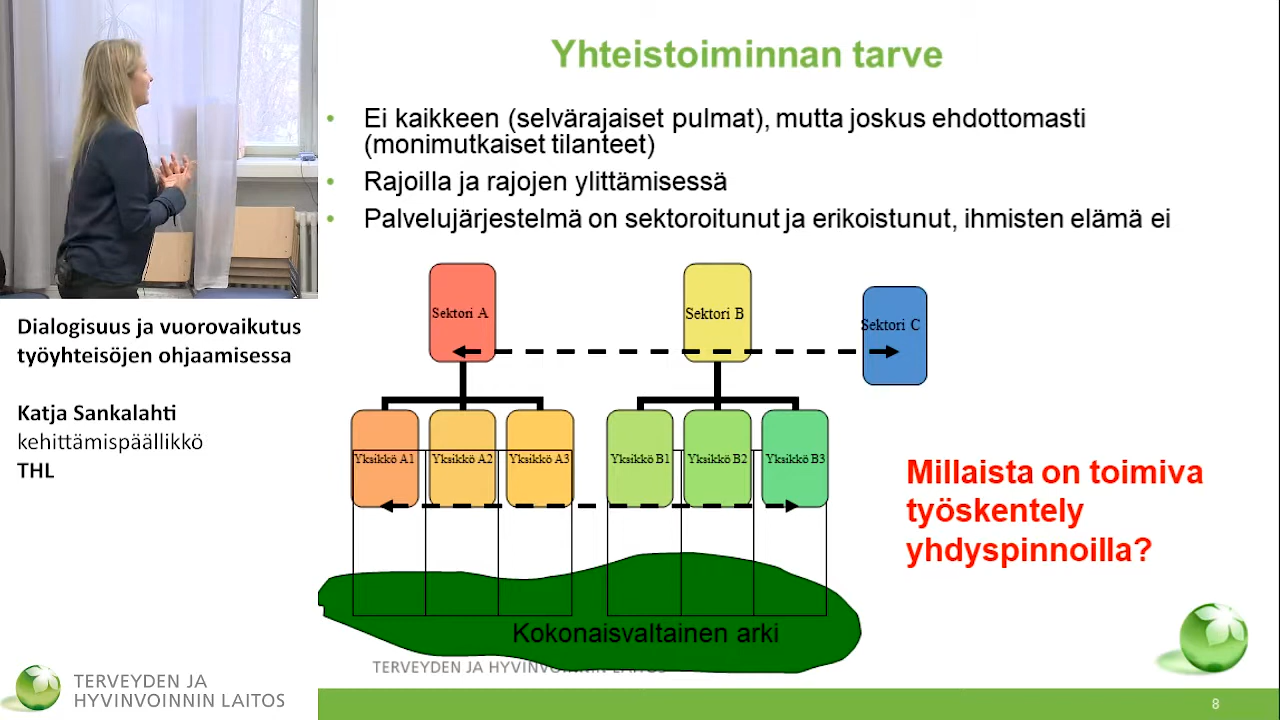 Yhteistoiminnan tarve
• Ei kaikkeen (selvärajaiset pulmat), mutta joskus ehdottomasti
(monimutkaiset tilanteet)
• Rajoilla ja rajojen ylittämisessä
• Palvelujärjestelmä on sektoroitunut ja erikoistunut, ihmisten elämä ei
Sektori A
Sektori B
Sektori C
Yksikkö A1
Yksikkö A2
Yksikkö A3
Yksikkö B1
Yksikkö B2
Yksikkö B3
Millaista on toimiva
työskentely
yhdyspinnoilla?
Kokonaisvaltainen arki
TERVEYDEN JA HYVINVOINNIN LAITOS
8
Dialogisuus ja vuorovaikutus
työyhteisöjen ohjaamisessa
Katja Sankalahti
kehittämispäällikkö
THL
TERVEYDEN JA
HYVINVOINNIN LAITOS